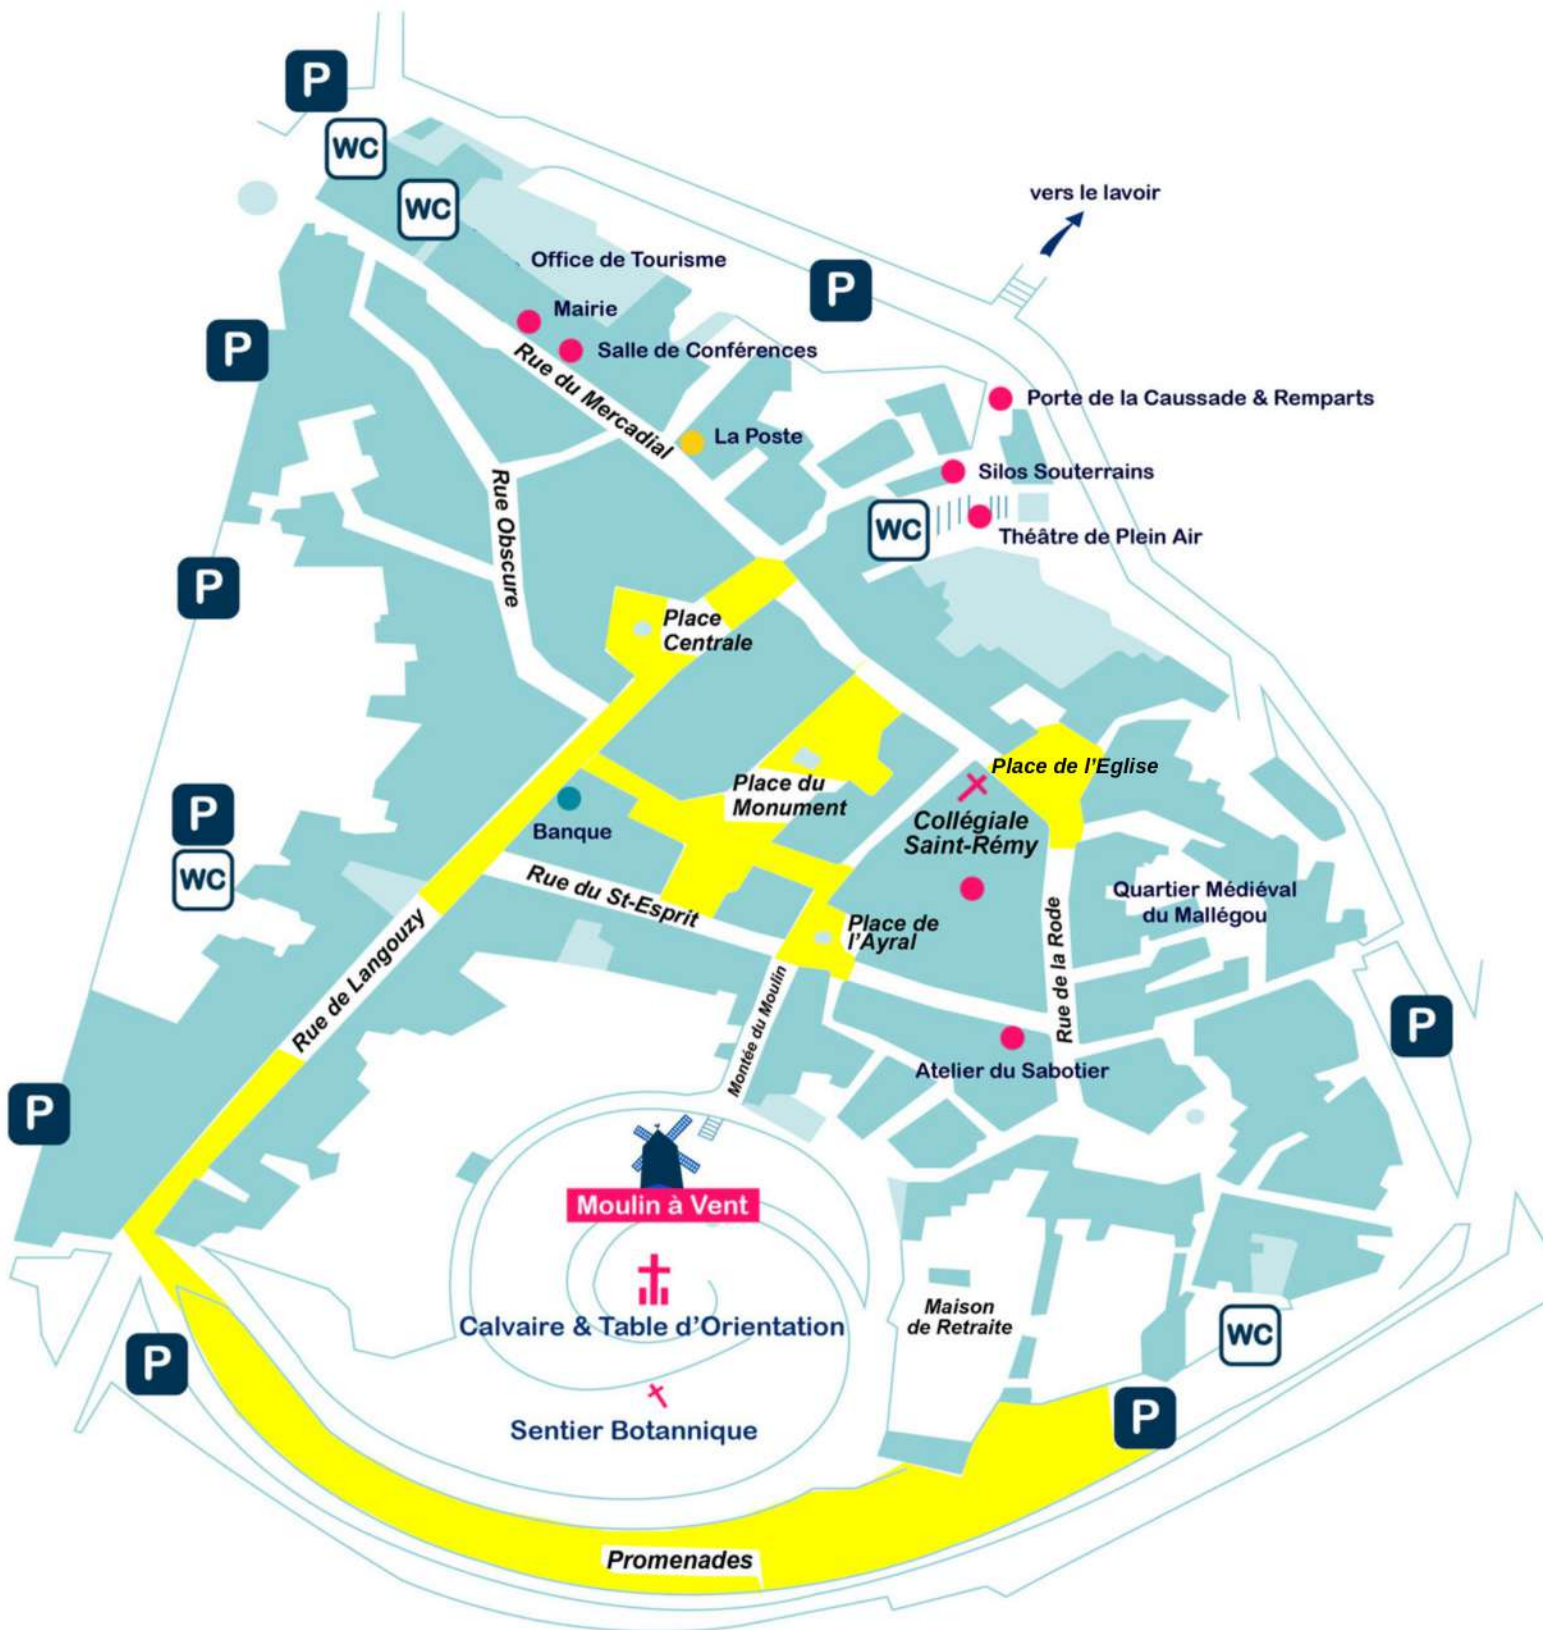 P
WC
WC
vers le lavoir
Office de Tourisme
P
Mairie
P
Salle de Conférences
Rue du Mercadial
Porte de la Caussade & Remparts
La Poste
Silos Souterrains
Rue Obscure
WC
Théâtre de Plein Air
P
Place
Centrale
Place de l'Eglise
Place du
Monument
P
Banque
Collégiale
Saint-Rémy
WC
Rue du St-Esprit
Quartier Médiéval
du Mallégou
Place de
l'Ayral
Rue de Langouzy
Rue de la Rode
Montée du Moulin
P
Atelier du Sabotier
P
Moulin à Vent
Maison
de Retraite
Calvaire & Table d'Orientation
WC
P
P
Sentier Botannique
Promenades